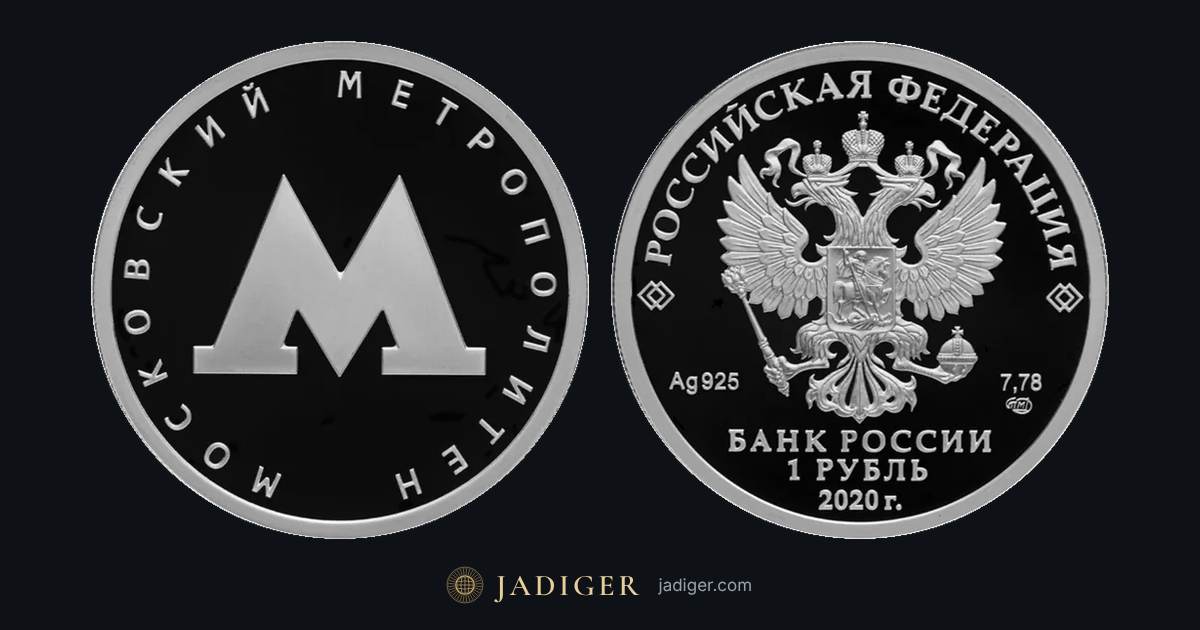 МОСКОВСКИЙ МЕТРОПОЛИТЕН
М
РОССИЙСКАЯ ФЕДЕРАЦИЯ
Ag 925
7,78
СПМД
БАНК РОССИИ
1 РУБЛЬ
2020 г.
JADIGER
jadiger.com